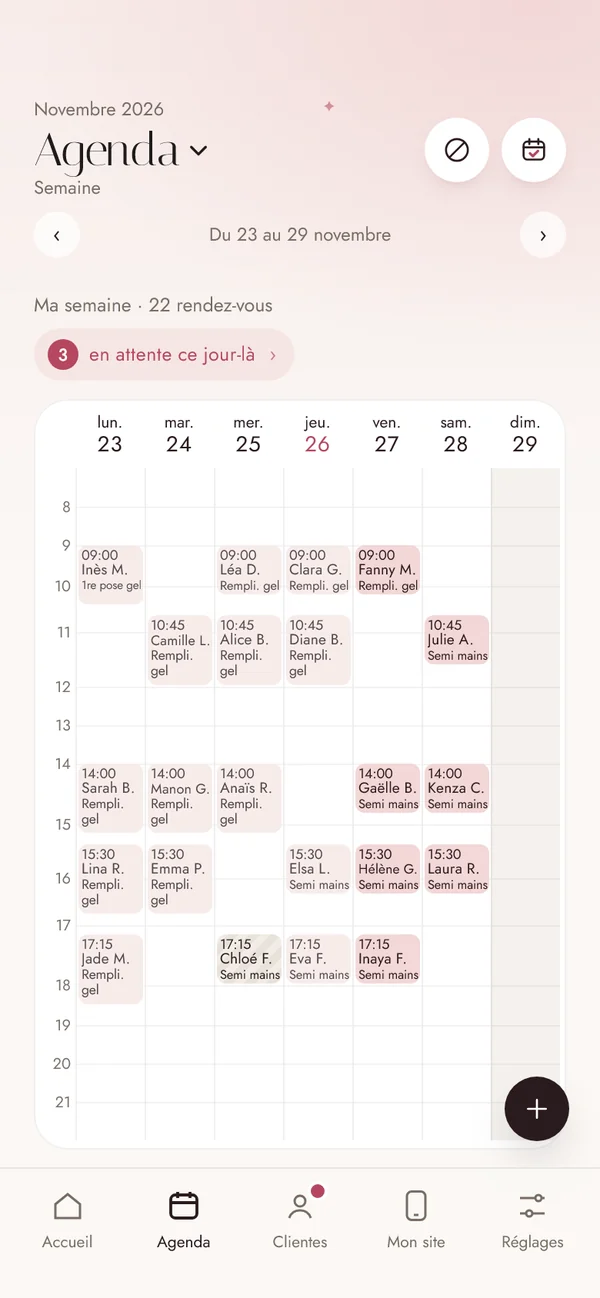 Novembre 2026
Agenda
Semaine
‹
Du 23 au 29 novembre
›
Ma semaine · 22 rendez-vous
3 en attente ce jour-là ›
lun. mar. mer. jeu. ven. sam. dim.
23 24 25 26 27 28 29
8
9
09:00 09:00 09:00 09:00
Inès M. Léa D. Clara G. Fanny M.
1re pose gel Rempli. gel Rempli. gel Rempli. gel
10
10:45 10:45 10:45 10:45
11
Camille L. Alice B. Diane B. Julie A.
Rempli. Rempli. Rempli. Semi mains
gel gel gel
12
13
14
14:00 14:00 14:00 14:00 14:00
Sarah B. Manon G. Anaïs R. Gaëlle B. Kenza C.
Rempli. Rempli. Rempli. Semi mains Semi mains
gel gel gel
15
15:30 15:30 15:30 15:30 15:30
Lina R. Emma P. Elsa L. Hélène G. Laura R.
16
Rempli. Rempli. Semi mains Semi mains Semi mains
gel gel
17
17:15 17:15 17:15 17:15
Jade M. Chloé F. Eva F. Inaya F.
Rempli. Semi mains Semi mains Semi mains
gel
18
19
20
21
+
Accueil Agenda Clientes Mon site Réglages